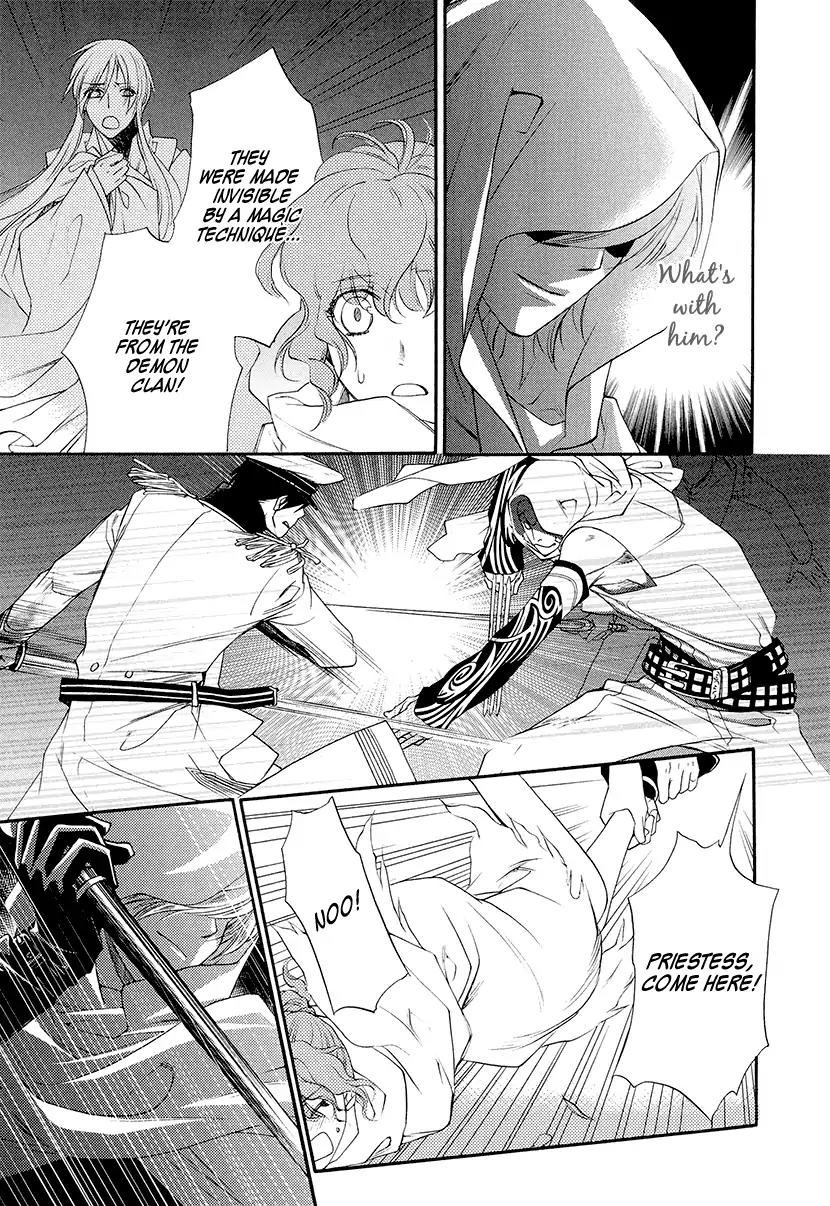 What's
with
him?
THEY
WERE MADE
INVISIBLE
BY A MAGIC
TECHNIQUE...
THEY'RE
FROM THE
DEMON
CLAN!
PRIESTESS,
COME HERE!
NOO!